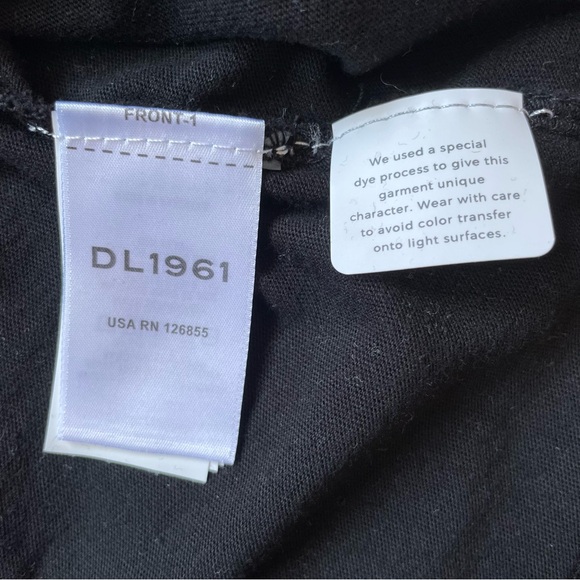 FRONT-1
DL1961
USA RN 126855
We used a special
dye process to give this
garment unique
character. Wear with care
to avoid color transfer
onto light surfaces.